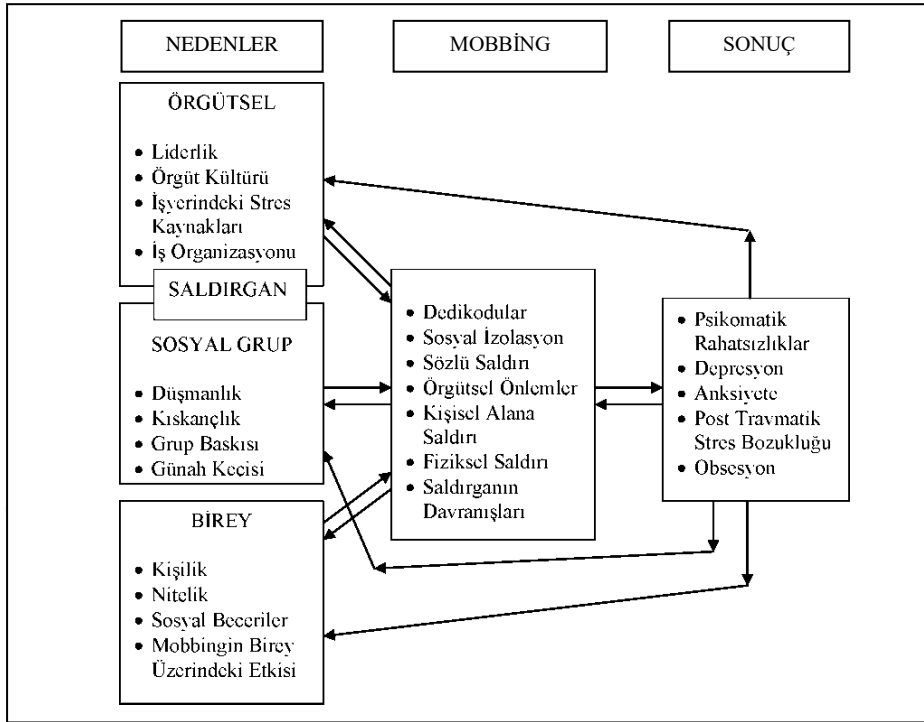 NEDENLER
MOBBİNG
SONUÇ
ÖRGÜTSEL
• Liderlik
• Örgüt Kültürü
• İşyerindeki Stres
Kaynakları
• İş Organizasyonu
SALDIRGAN
SOSYAL GRUP
• Düşmanlık
• Kıskançlık
• Grup Baskısı
• Günah Kecisi
BİREY
• Kişilik
• Nitelik
• Sosyal Beceriler
• Mobbingin Birey
Üzerindeki Etkisi
• Dedikodular
• Sosyal İzolasyon
• Sözlü Saldırı
• Örgütsel Önlemler
• Kişisel Alana
Saldırı
• Fiziksel Saldırı
• Saldırganın
Davranışları
• Psikomatik
Rahatsızlıklar
• Depresyon
• Anksiyete
• Post Travmatik
Stres Bozukluğu
• Obsesyon